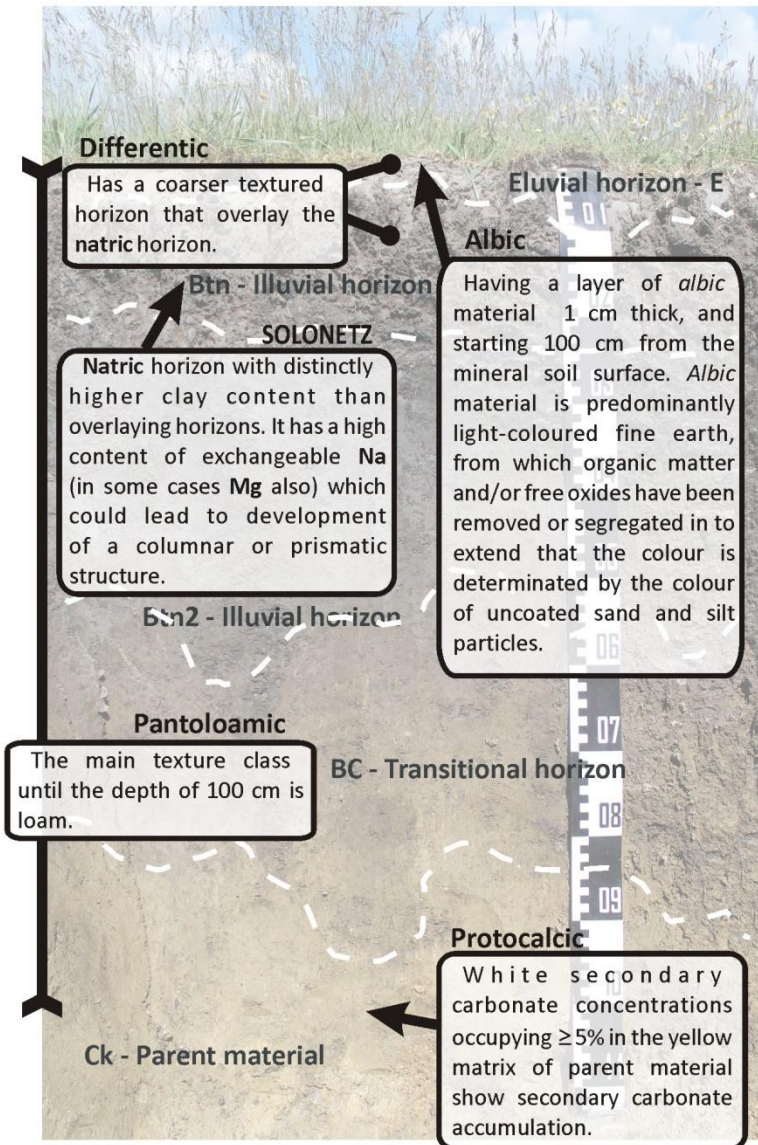 Differentic
Has a coarser textured
horizon that overlay the
natric horizon.
Eluvial horizon - E
01
Albic
Having a layer of albic
material 1 cm thick, and
starting 100 cm from the
mineral soil surface. Albic
material is predominantly
light-coloured fine earth,
from which organic matter
and/or free oxides have been
removed or segregated in to
extend that the colour is
determinated by the colour
of uncoated sand and silt
particles.
Btn - Illuvial horizon
SOLONETZ
Natric horizon with distinctly
higher clay content than
overlaying horizons. It has a high
content of exchangeable Na
(in some cases Mg also) which
could lead to development
of a columnar or prismatic
structure.
Btn2 - Illuvial horizon
06
Pantoloamic
The main texture class
until the depth of 100 cm is
loam.
07
BC - Transitional horizon
08
09
Protocalcic
White secondary
carbonate concentrations
occupying ≥5% in the yellow
matrix of parent material
show secondary carbonate
accumulation.
Ck - Parent material